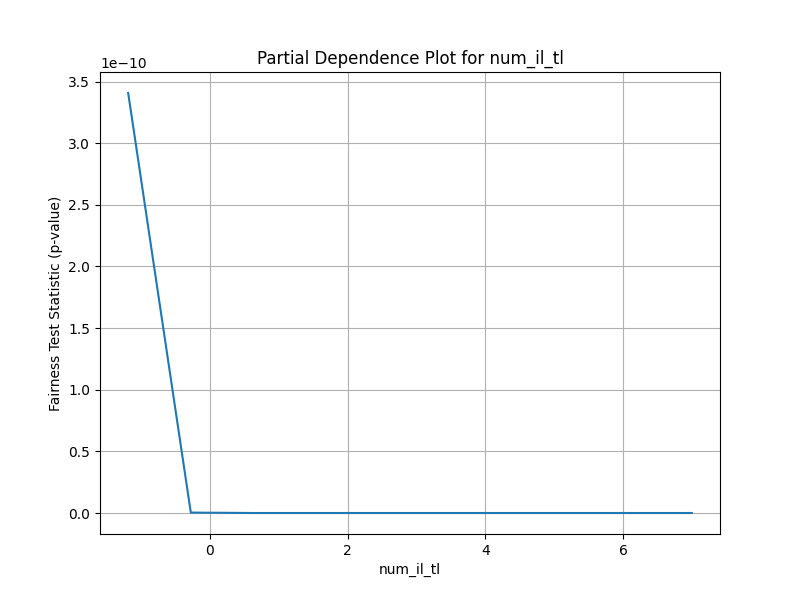 Partial Dependence Plot for num_il_tl
1e−10
3.5
3.0
2.5
2.0
1.5
1.0
0.5
0.0
Fairness Test Statistic (p-value)
0 2 4 6
num_il_tl